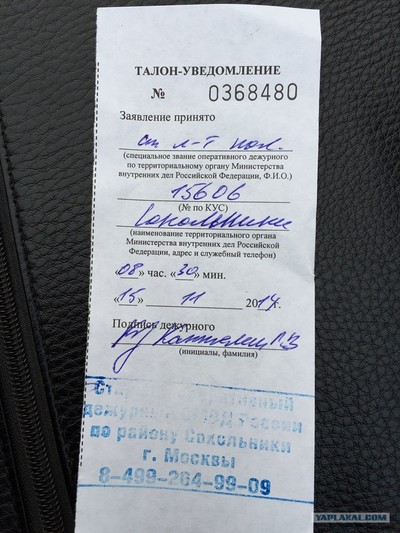 ТАЛОН-УВЕДОМЛЕНИЕ
№ 0368480
Заявление принято
ст л-т пол.
(специальное звание оперативного дежурного
по территориальному органу Министерства
внутренних дел Российской Федерации, Ф.И.О.)
15606
(№ по КУС)
Сокольники
(наименование территориального органа
Министерства внутренних дел Российской
Федерации, адрес и служебный телефон)
«08» час. «30» мин.
«15» 11 2014г.
Подпись дежурного
(инициалы, фамилия)
дежурный ОМВД России
по району Сокольники
г. Москвы
8-499-264-99-09
YAPLAKAL.COM